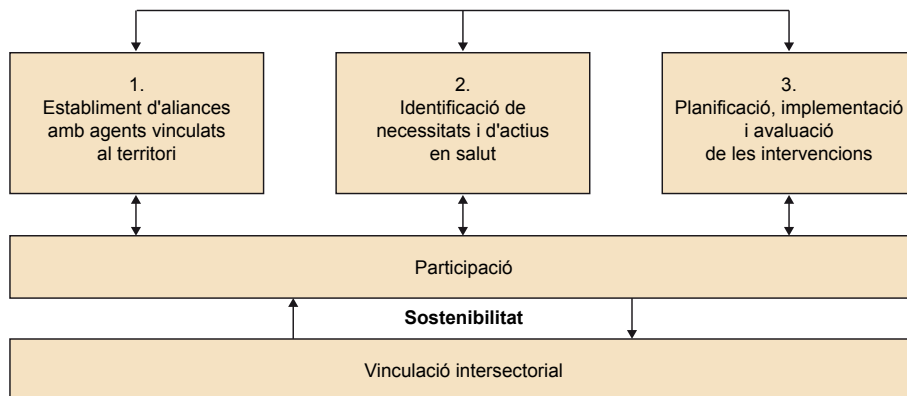 1.
Establiment d'aliances
amb agents vinculats
al territori
2.
Identificació de
necessitats i d'actius
en salut
3.
Planificació, implementació
i avaluació
de les intervencions
Participació
Sostenibilitat
Vinculació intersectorial